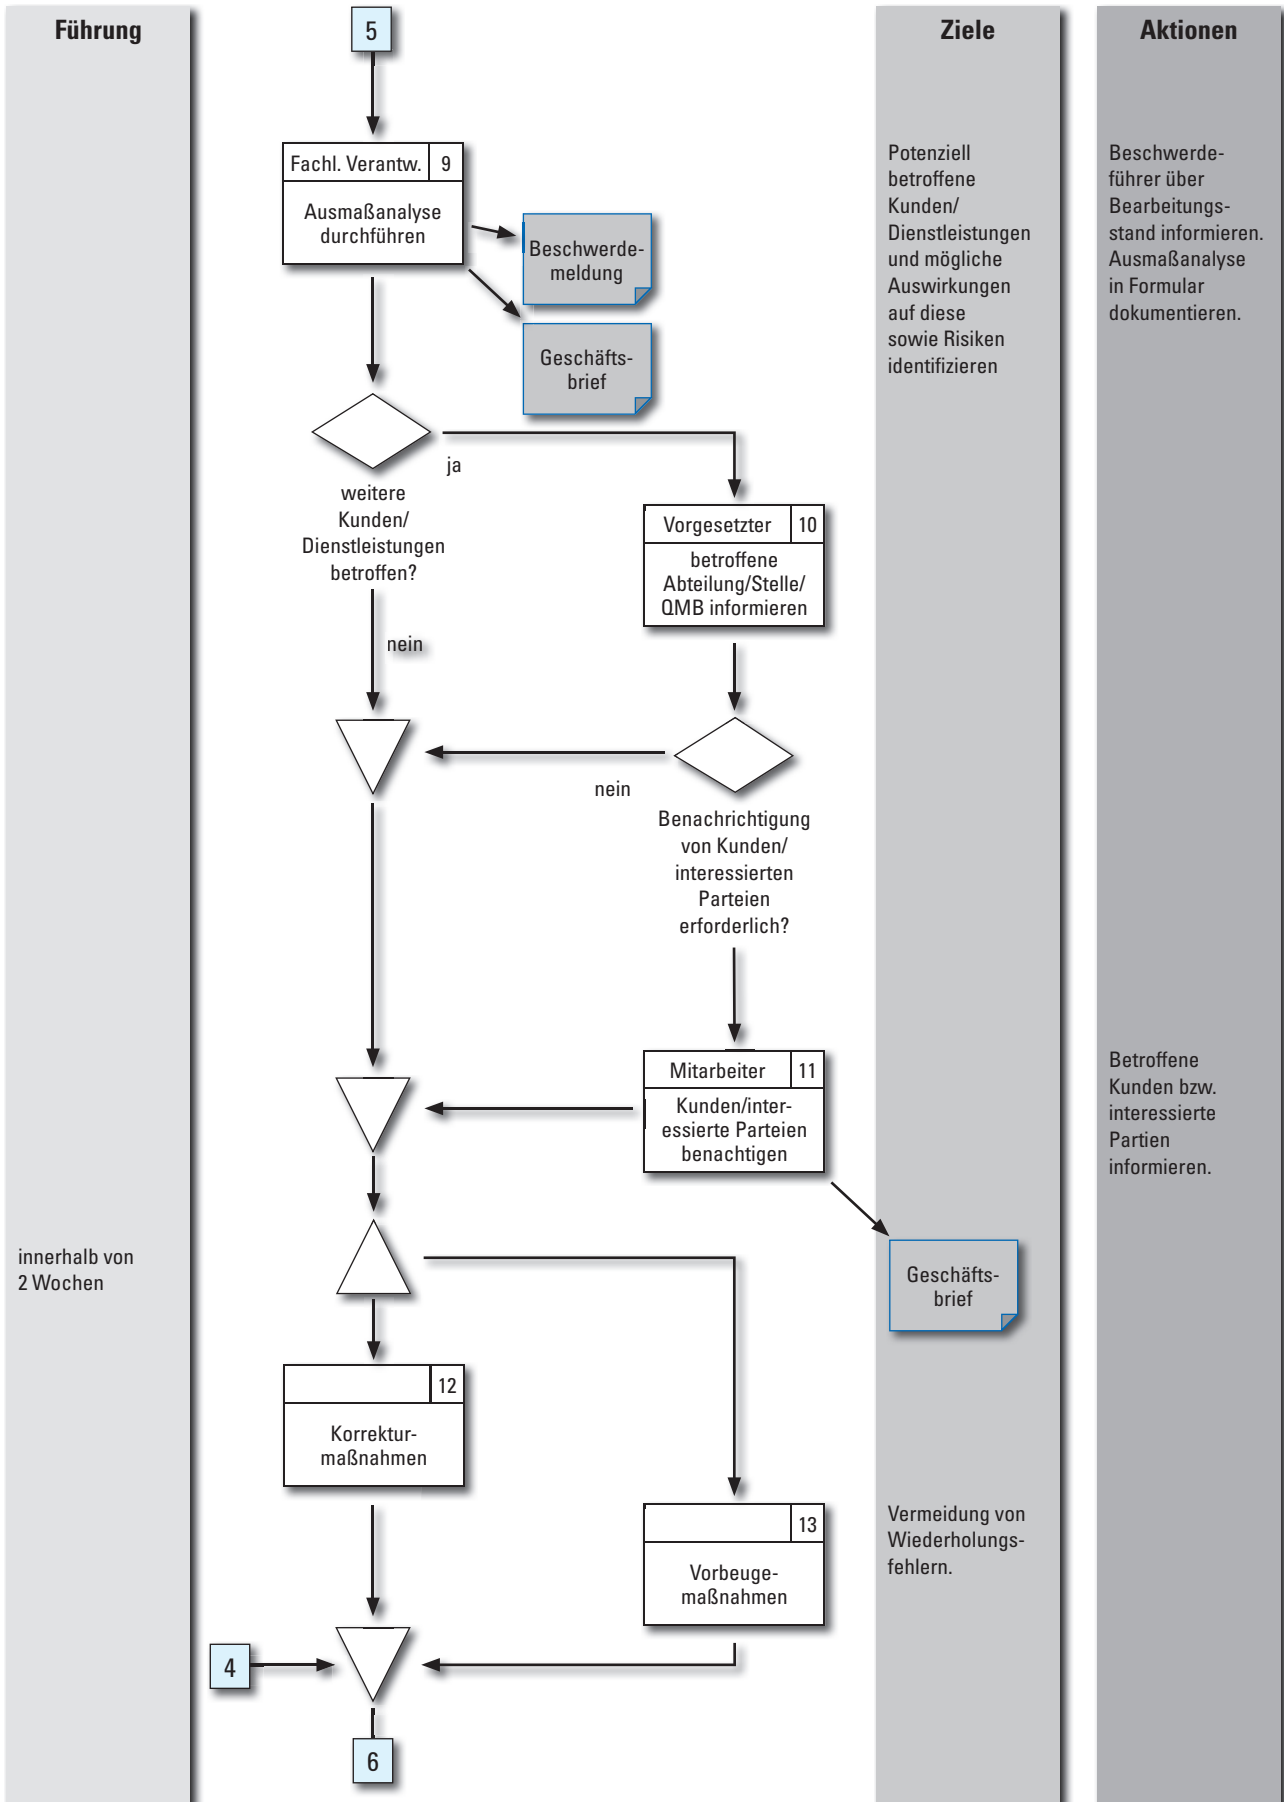 Führung
5
Ziele
Aktionen
Fachl. Verantw.
9
Ausmaßanalyse
durchführen
Beschwerde-
meldung
Geschäfts-
brief
Potenziell
betroffene
Kunden/
Dienstleistungen
und mögliche
Auswirkungen
auf diese
sowie Risiken
identifizieren
Beschwerde-
führer über
Bearbeitungs-
stand informieren.
Ausmaßanalyse
in Formular
dokumentieren.
ja
weitere
Kunden/
Dienstleistungen
betroffen?
nein
Vorgesetzter
10
betroffene
Abteilung/Stelle/
QMB informieren
nein
Benachrichtigung
von Kunden/
interessierten
Parteien
erforderlich?
Mitarbeiter
11
Kunden/inter-
essierte Parteien
benachtigen
Betroffene
Kunden bzw.
interessierte
Partien
informieren.
innerhalb von
2 Wochen
Geschäfts-
brief
12
Korrektur-
maßnahmen
13
Vorbeuge-
maßnahmen
Vermeidung von
Wiederholungs-
fehlern.
4
6